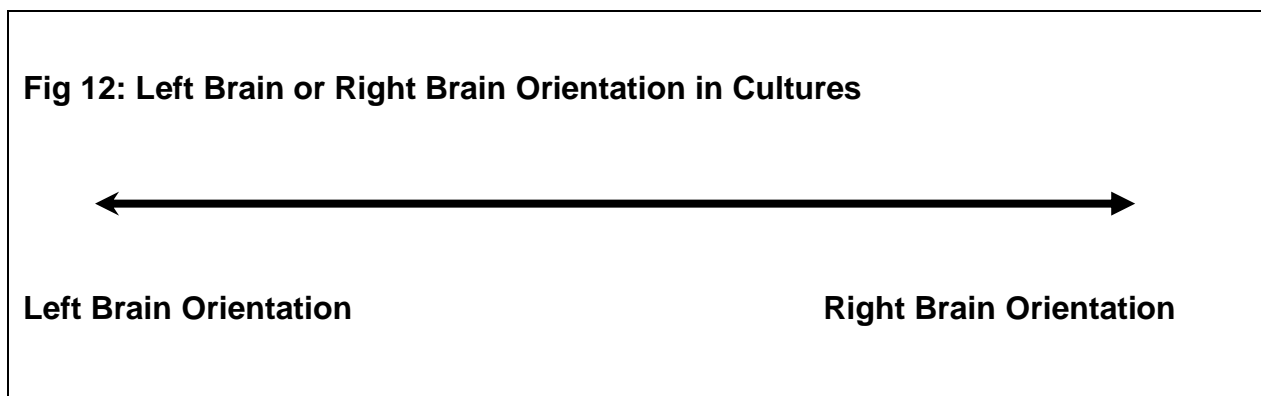 Fig 12: Left Brain or Right Brain Orientation in Cultures
Left Brain Orientation Right Brain Orientation